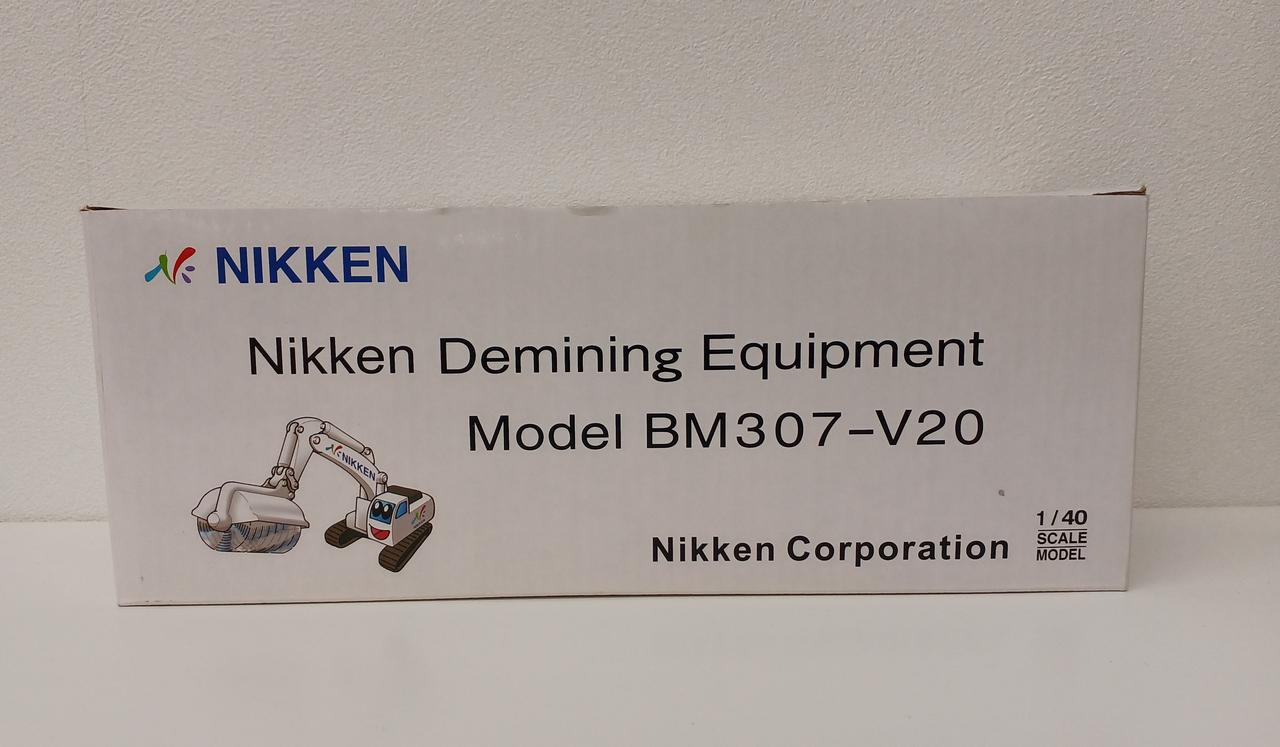 NIKKEN
Nikken Demining Equipment
Model BM307-V20
NIKKEN
Nikken Corporation
1/40
SCALE
MODEL